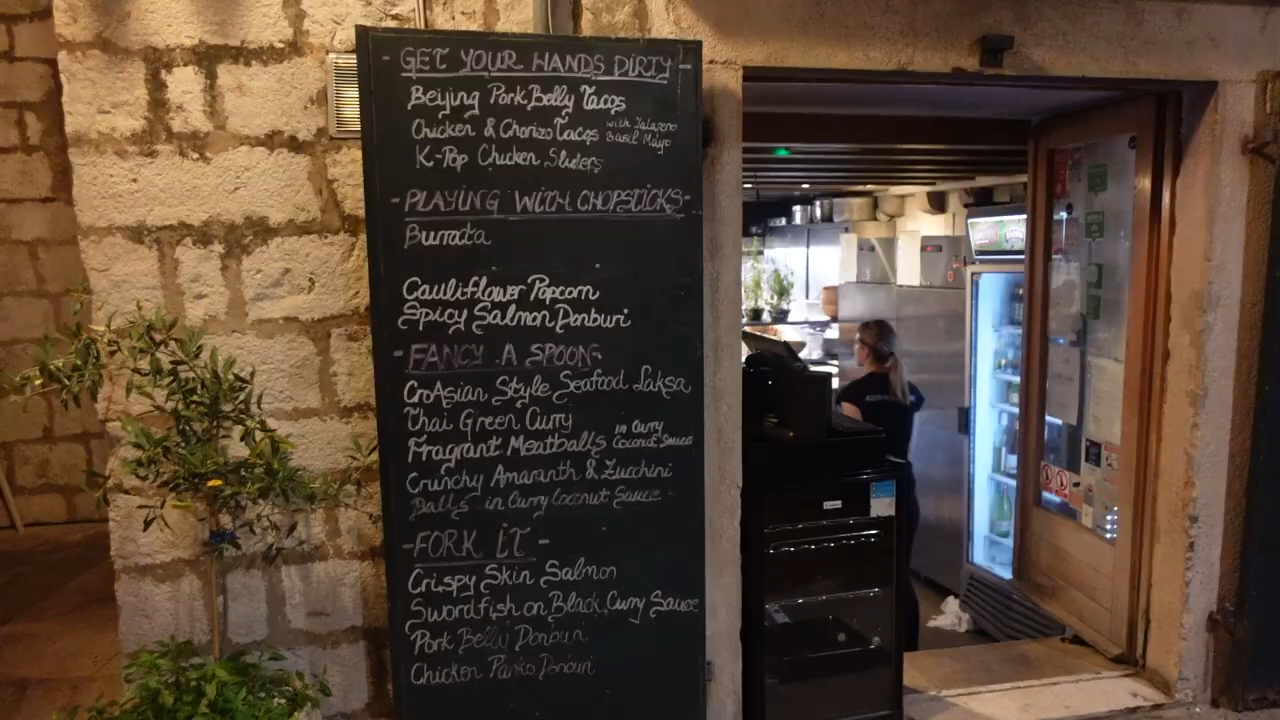 - GET YOUR HANDS DIRTY -
Beijing Pork Belly Tacos
Chicken & Chorizo Tacos with Jalapeno
Basil Mayo
K-Pop Chicken Sliders
- PLAYING WITH CHOPSTICKS -
Burrata
Cauliflower Popcorn
Spicy Salmon Donburi
- FANCY A SPOON -
CroAsian Style Seafood Laksa
Thai Green Curry
Fragrant Meatballs in Curry
Coconut Sauce
Crunchy Amaranth & Zucchini
Balls in Curry Coconut Sauce -
- FORK IT -
Crispy Skin Salmon
Swordfish on Black Curry Sauce
Pork Belly Donburi
Chicken Panko Donburi